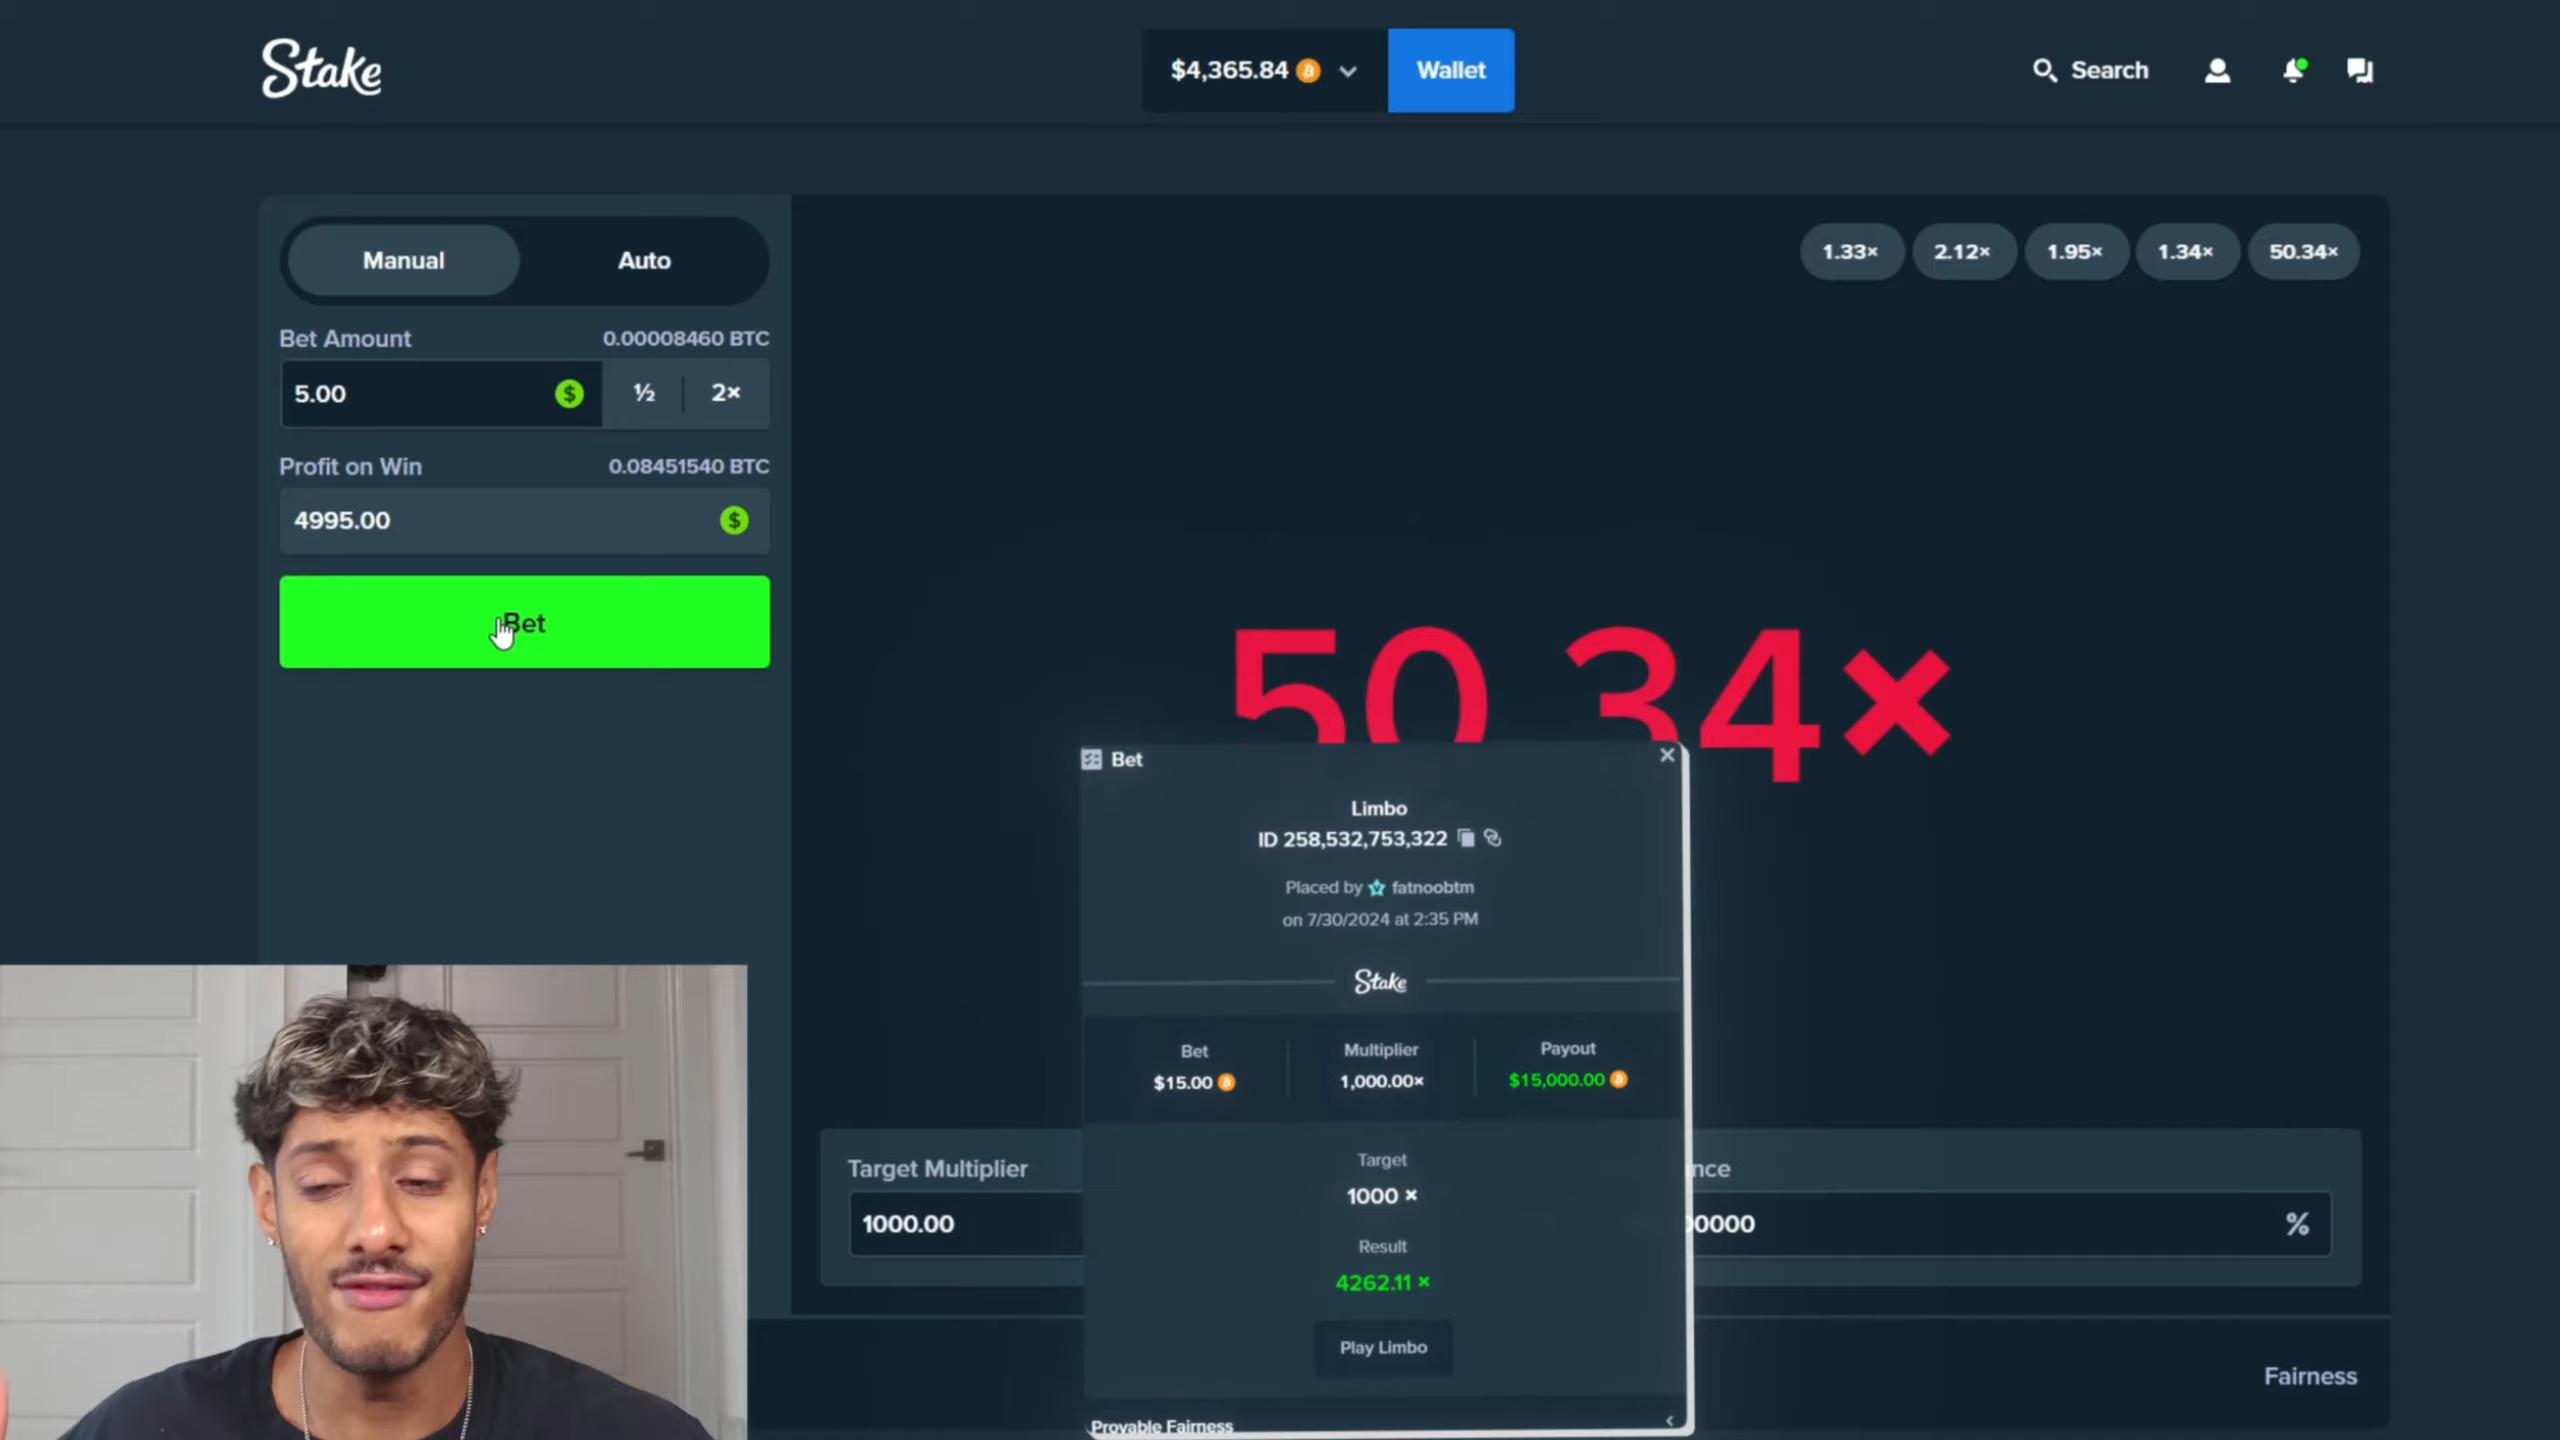 Stake
$4,365.84
Wallet
Search
Manual
Auto
1.33×
2.12×
1.95×
1.34×
50.34×
Bet Amount
0.00008460 BTC
5.00
$
½
2×
Profit on Win
0.08451540 BTC
4995.00
$
Bet
50.34×
Bet
Limbo
ID 258,532,753,322
Placed by fatnoobtm
on 7/30/2024 at 2:35 PM
Stake
Bet
Multiplier
Payout
$15.00
1,000.00×
$15,000.00
Target
1000 ×
Result
4262.11 ×
Play Limbo
Provable Fairness
Target Multiplier
1000.00
nce
00000
%
Fairness